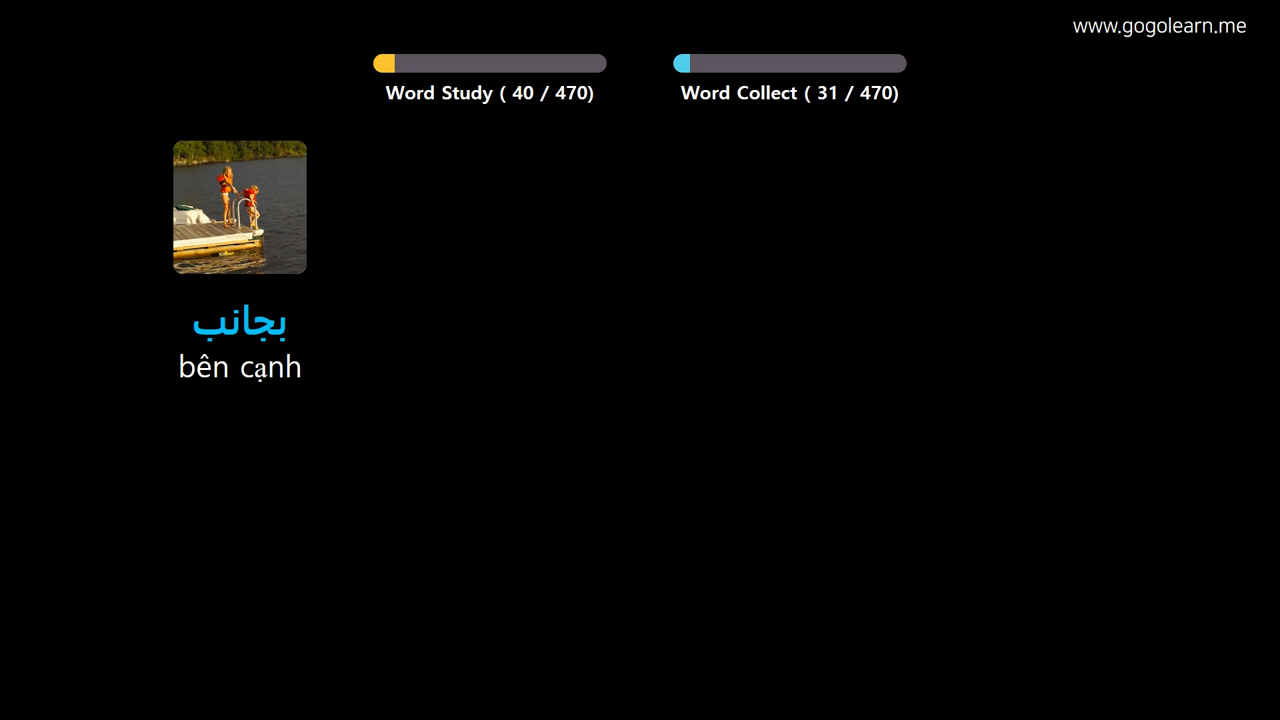 www.gogolearn.me
Word Study ( 40 / 470)
Word Collect ( 31 / 470)
بجانب
bên cạnh